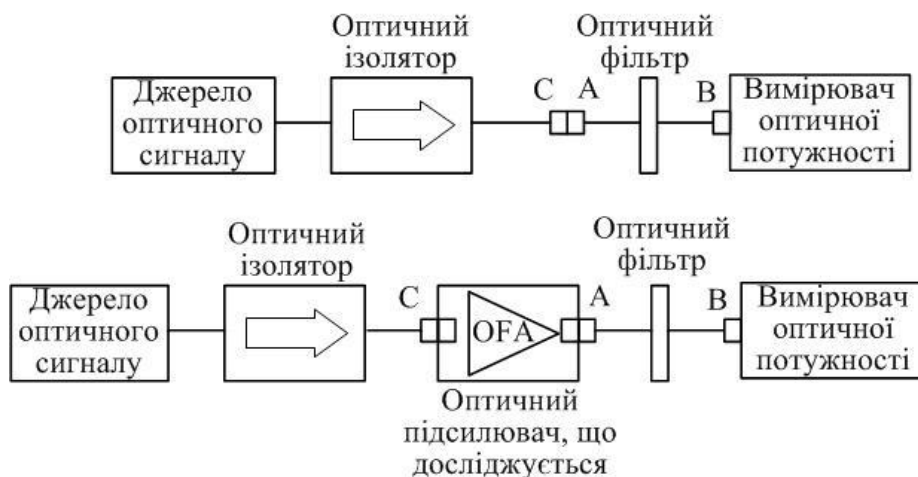 Оптичний
ізолятор
Оптичний
фільтр
Джерело
оптичного
сигналу
С А
В
Вимірювач
оптичної
потужності
Оптичний
ізолятор
Оптичний
фільтр
Джерело
оптичного
сигналу
С
OFA
А
В
Вимірювач
оптичної
потужності
Оптичний
підсилювач, що
досліджується